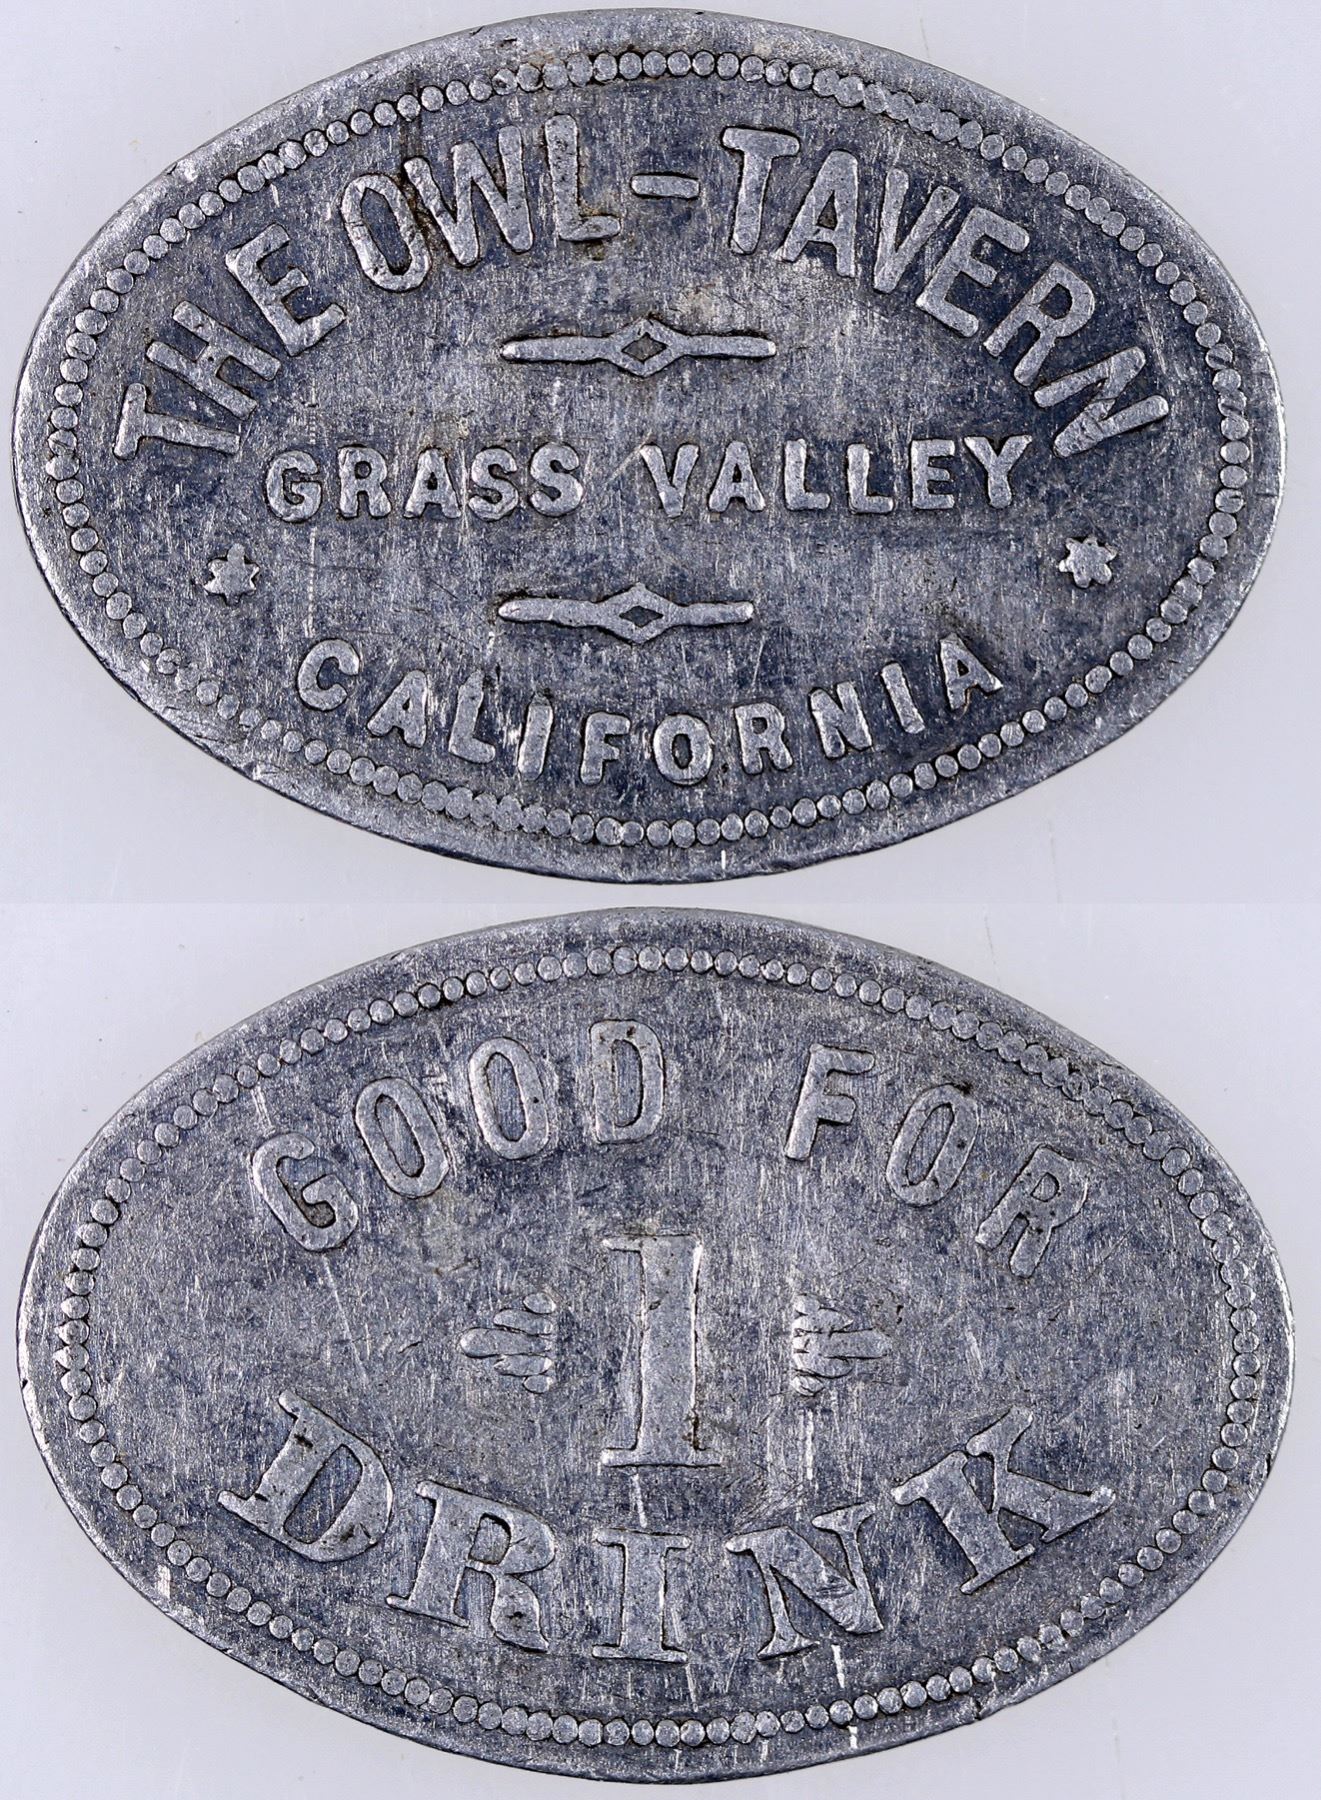 THE OWL-TAVERN
GRASS VALLEY
CALIFORNIA
GOOD FOR
1
DRINK